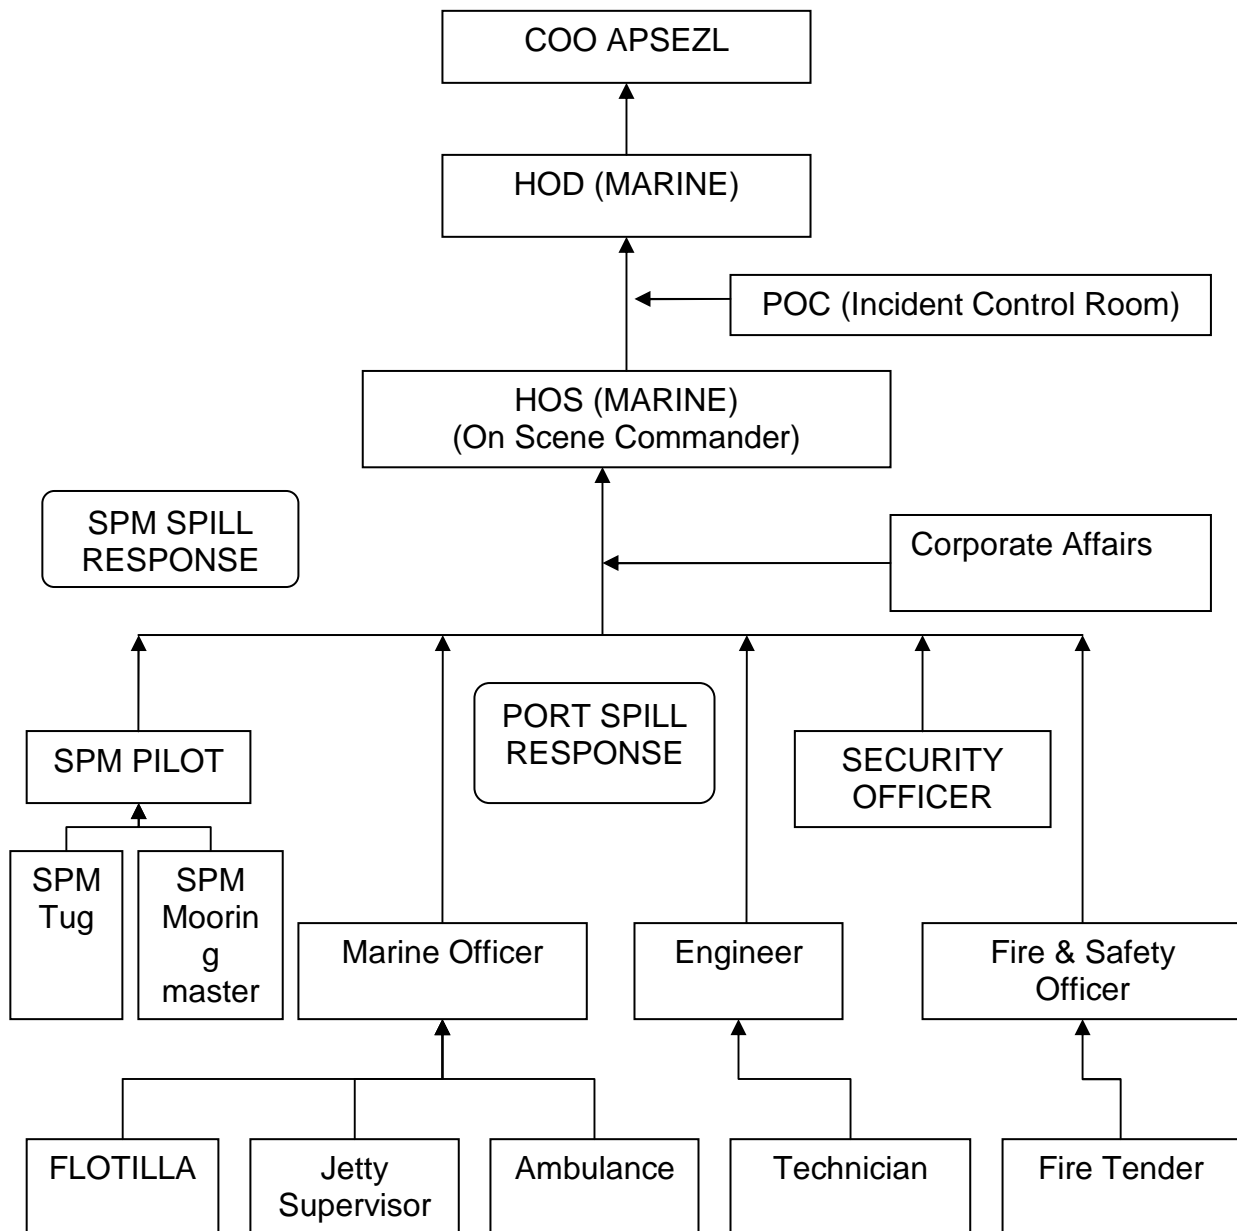 COO APSEZL
HOD (MARINE)
POC (Incident Control Room)
HOS (MARINE)
(On Scene Commander)
SPM SPILL
RESPONSE
Corporate Affairs
PORT SPILL
RESPONSE
SPM PILOT
SECURITY
OFFICER
SPM
Tug
SPM
Moorin
g
master
Marine Officer
Engineer
Fire & Safety
Officer
FLOTILLA
Jetty
Supervisor
Ambulance
Technician
Fire Tender